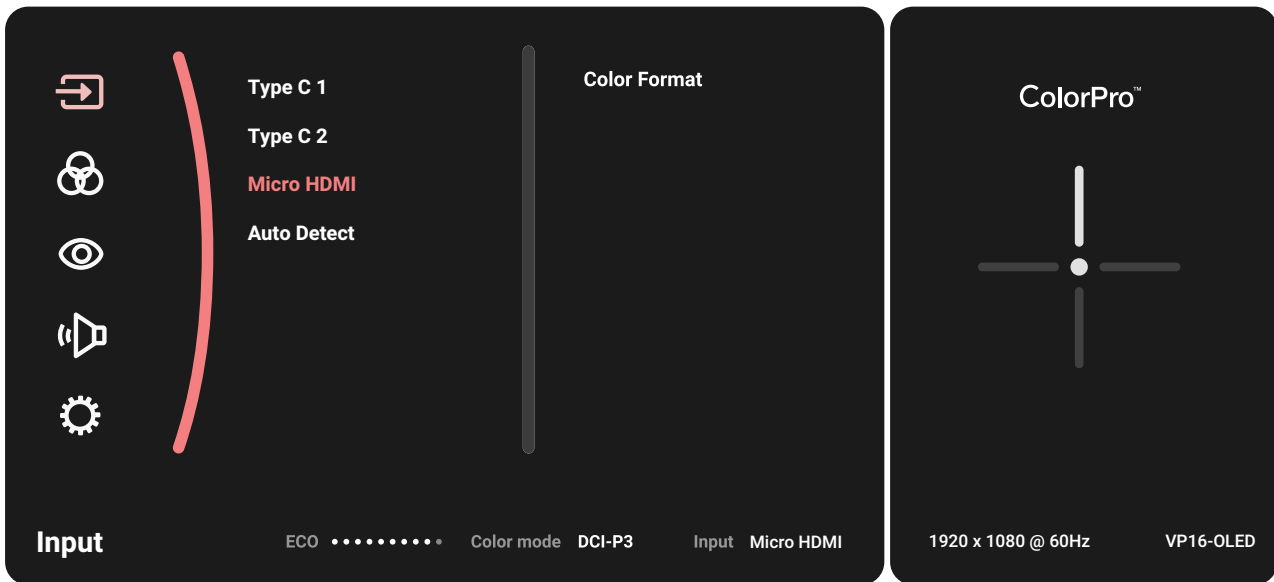 Type C 1
Type C 2
Micro HDMI
Auto Detect
Color Format
Input
ECO
Color mode DCI-P3
Input Micro HDMI
ColorPro™
1920 x 1080 @ 60Hz
VP16-OLED